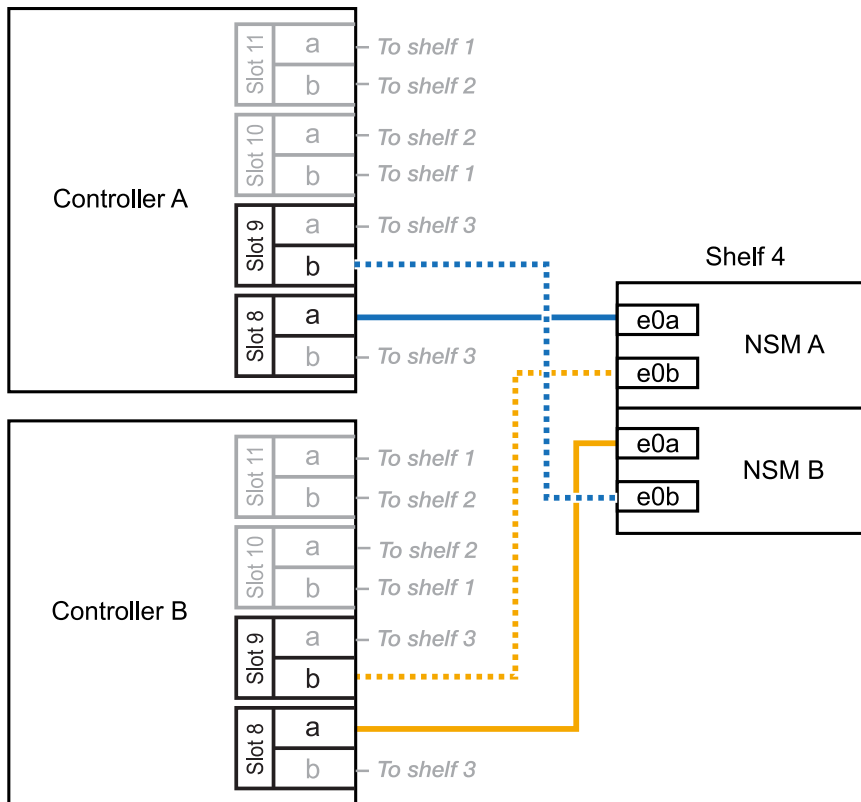 Controller A
Slot 11
a
To shelf 1
b
To shelf 2
Slot 10
a
To shelf 2
b
To shelf 1
Slot 9
a
To shelf 3
b
Slot 8
a
b
To shelf 3
Controller B
Slot 11
a
To shelf 1
b
To shelf 2
Slot 10
a
To shelf 2
b
To shelf 1
Slot 9
a
To shelf 3
b
Slot 8
a
b
To shelf 3
Shelf 4
e0a
NSM A
e0b
e0a
NSM B
e0b